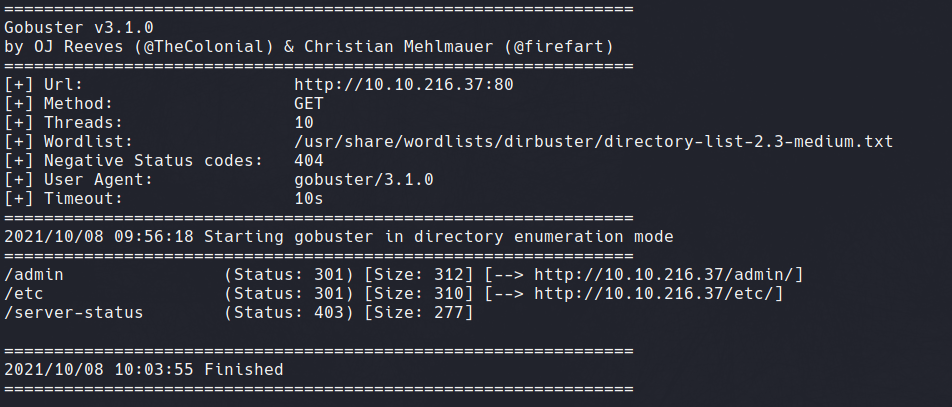 ===============================================================
Gobuster v3.1.0
by OJ Reeves (@TheColonial) & Christian Mehlmauer (@firefart)
===============================================================
[+] Url:                     http://10.10.216.37:80
[+] Method:                  GET
[+] Threads:                 10
[+] Wordlist:                /usr/share/wordlists/dirbuster/directory-list-2.3-medium.txt
[+] Negative Status codes:   404
[+] User Agent:              gobuster/3.1.0
[+] Timeout:                 10s
===============================================================
2021/10/08 09:56:18 Starting gobuster in directory enumeration mode
===============================================================
/admin                (Status: 301) [Size: 312] [--> http://10.10.216.37/admin/]
/etc                  (Status: 301) [Size: 310] [--> http://10.10.216.37/etc/]
/server-status        (Status: 403) [Size: 277]

===============================================================
2021/10/08 10:03:55 Finished
===============================================================